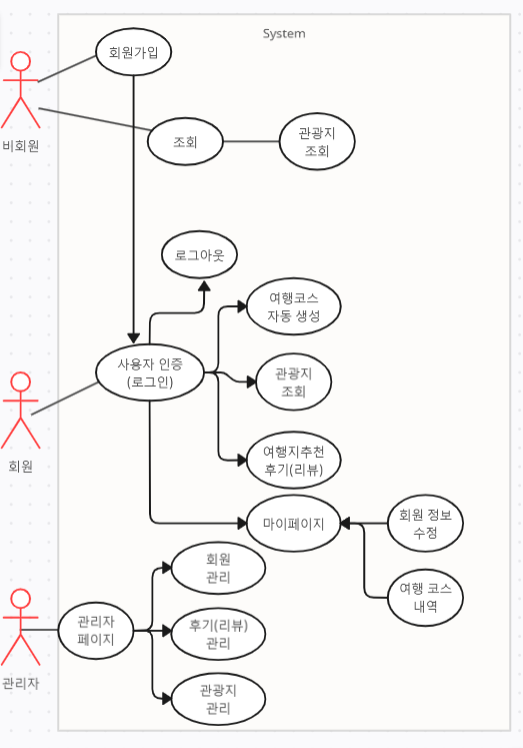 System
회원가입
비회원
조회
관광지
조회
로그아웃
여행코스
자동 생성
사용자 인증
(로그인)
관광지
조회
회원
여행지추천
후기(리뷰)
마이페이지
회원 정보
수정
여행 코스
내역
회원
관리
관리자
페이지
후기(리뷰)
관리
관리자
관광지
관리